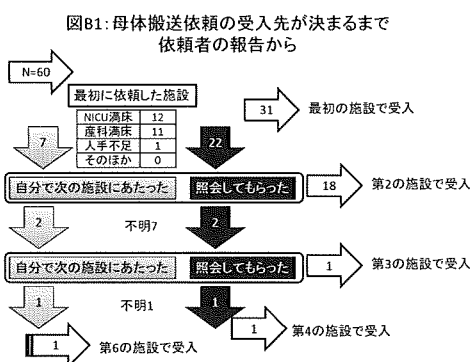 図B1：母体搬送依頼の受入先が決まるまで
依頼者の報告から
N=60
最初に依頼した施設
NICU満床 12
産科満床 11
人手不足 1
そのほか 0
31 最初の施設で受入
7
22
自分で次の施設にあたった 照会してもらった
18 第2の施設で受入
2
不明7
2
自分で次の施設にあたった 照会してもらった
1 第3の施設で受入
1
不明1
1
1 第6の施設で受入
1 第4の施設で受入